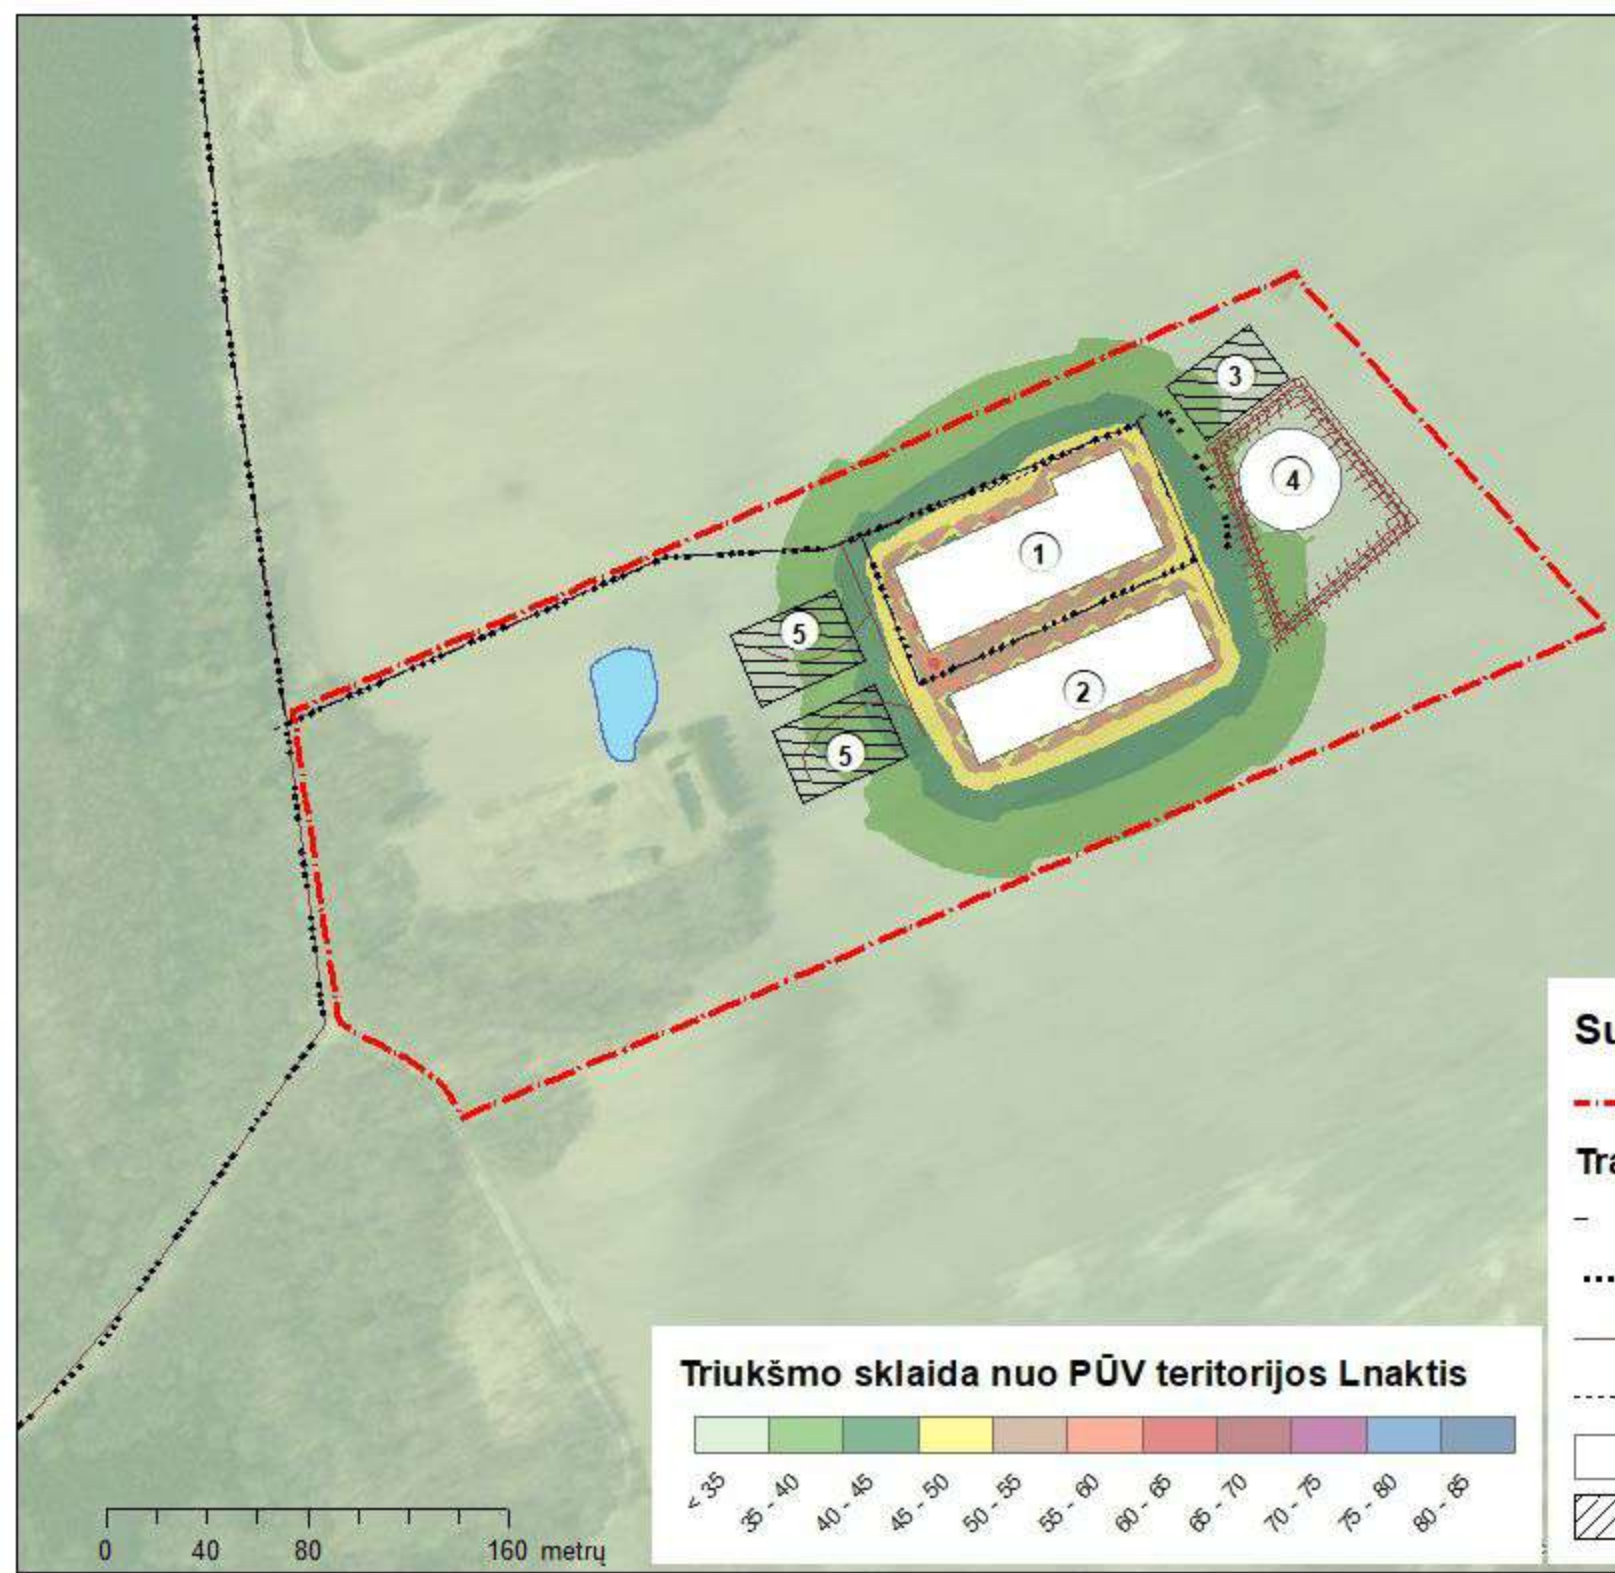 3
4
1
5
2
5
Su
Tra
Triukšmo sklaida nuo PŪV teritorijos Lnaktis
< 35
35 - 40
40 - 45
45 - 50
50 - 55
55 - 60
60 - 65
65 - 70
70 - 75
75 - 80
80 - 85
0 40 80 160 metrų